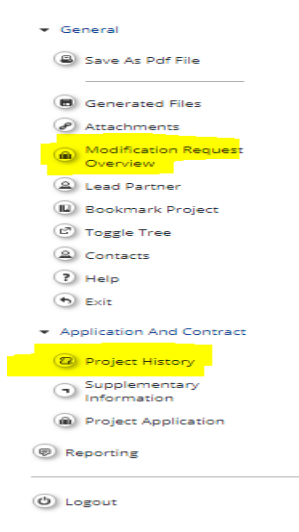 General
Save As Pdf File
Generated Files
Attachments
Modification Request
Overview
Lead Partner
Bookmark Project
Toggle Tree
Contacts
Help
Exit
Application And Contract
Project History
Supplementary
Information
Project Application
Reporting
Logout